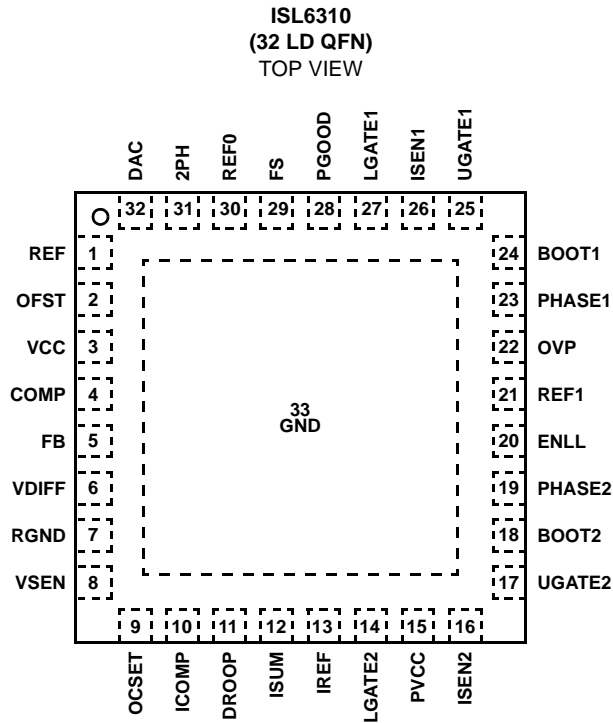 ISL6310
(32 LD QFN)
TOP VIEW
DAC
2PH
REF0
FS
PGOOD
LGATE1
ISEN1
UGATE1
32 31 30 29 28 27 26 25
REF 1
OFST 2
VCC 3
COMP 4
FB 5
VDIFF 6
RGND 7
VSEN 8
33
GND
24 BOOT1
23 PHASE1
22 OVP
21 REF1
20 ENLL
19 PHASE2
18 BOOT2
17 UGATE2
9 10 11 12 13 14 15 16
OCSET
ICOMP
DROOP
ISUM
IREF
LGATE2
PVCC
ISEN2